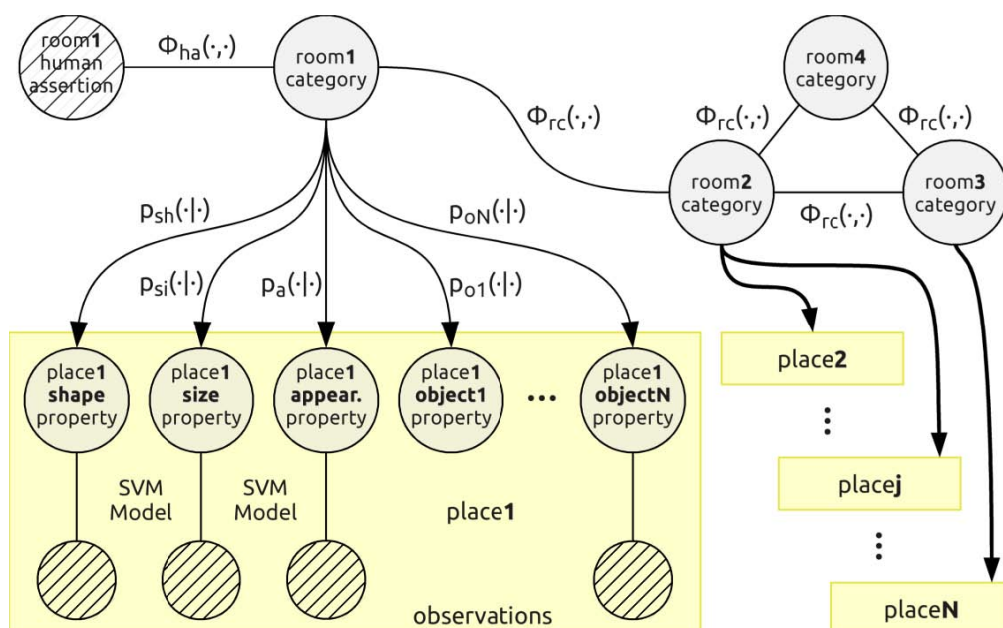 room1
human
assertion
Φha(·,·)
room1
category
room4
category
Φrc(·,·)
Φrc(·,·)
Φrc(·,·)
room2
category
room3
category
Φrc(·,·)
psh(·|·)
poN(·|·)
psi(·|·)
pa(·|·)
po1(·|·)
place1
shape
property
place1
size
property
place1
appear.
property
place1
object1
property
...
place1
objectN
property
place2
⋮
SVM
Model
SVM
Model
place1
placej
⋮
observations
placeN